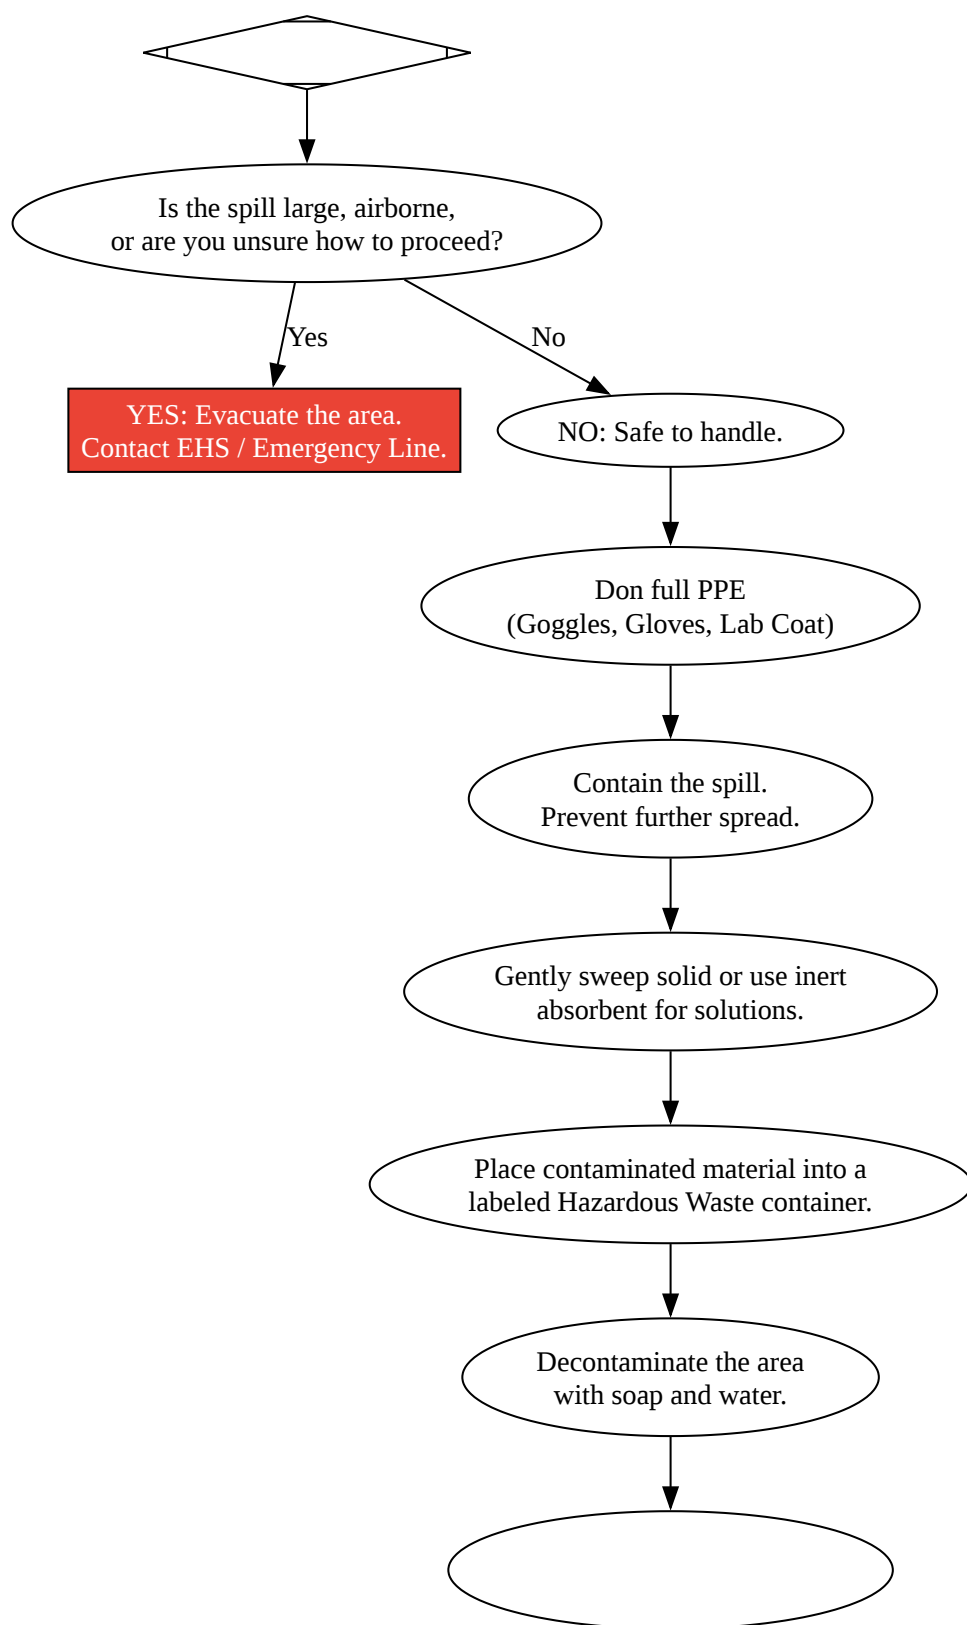 Is the spill large, airborne,
or are you unsure how to proceed?
Yes
No
YES: Evacuate the area.
Contact EHS / Emergency Line.
NO: Safe to handle.
Don full PPE
(Goggles, Gloves, Lab Coat)
Contain the spill.
Prevent further spread.
Gently sweep solid or use inert
absorbent for solutions.
Place contaminated material into a
labeled Hazardous Waste container.
Decontaminate the area
with soap and water.